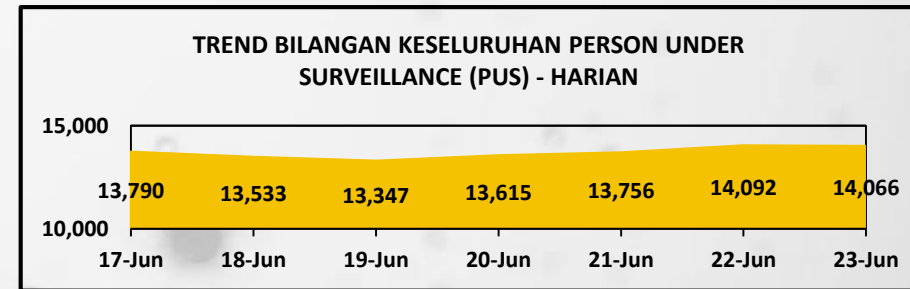 TREND BILANGAN KESELURUHAN PERSON UNDER
SURVEILLANCE (PUS) - HARIAN
15,000
13,790 13,533 13,347 13,615 13,756 14,092 14,066
10,000
17-Jun 18-Jun 19-Jun 20-Jun 21-Jun 22-Jun 23-Jun